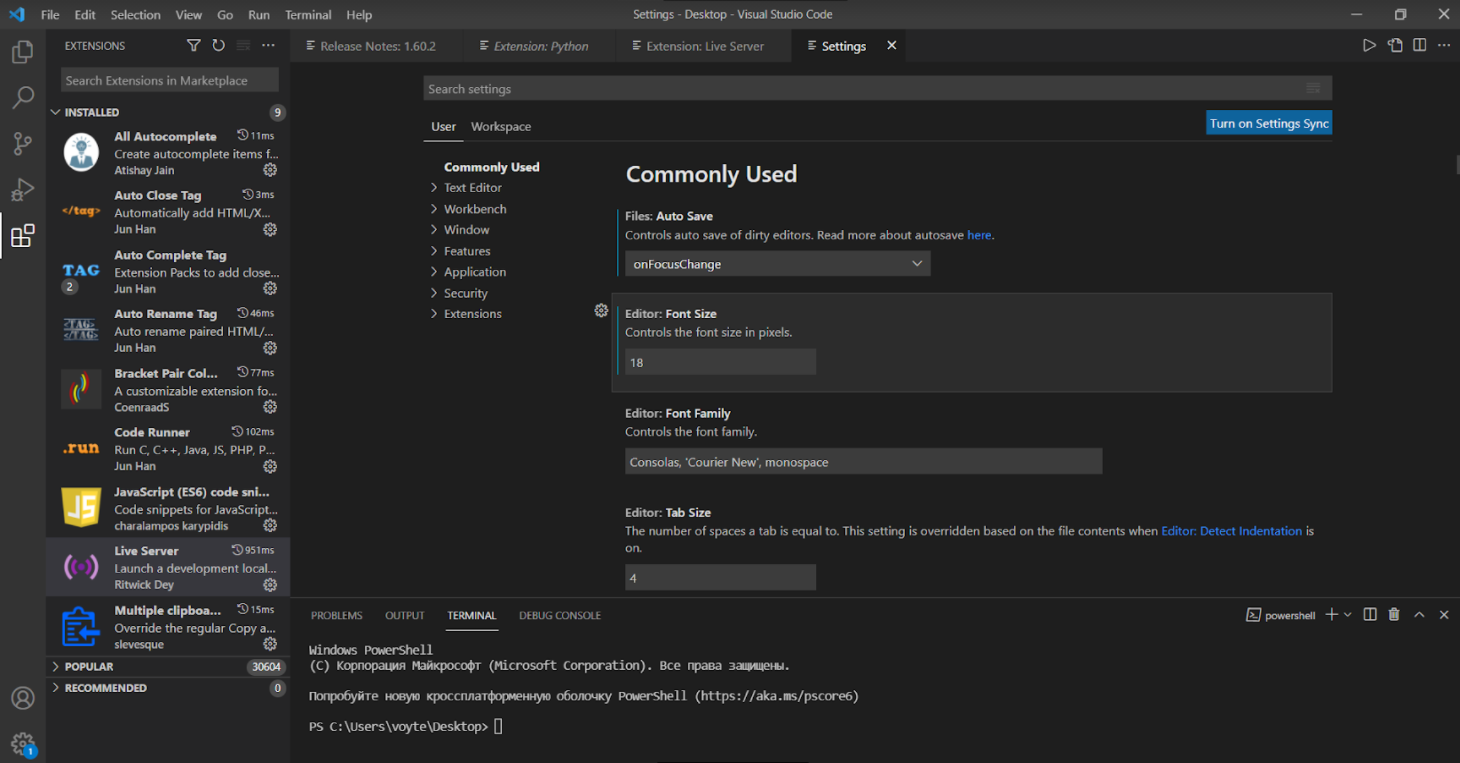 File Edit Selection View Go Run Terminal Help
Settings - Desktop - Visual Studio Code
EXTENSIONS
Release Notes: 1.60.2
Extension: Python
Extension: Live Server
Settings
Search Extensions in Marketplace
INSTALLED 9
All Autocomplete 11ms
Create autocomplete items f...
Atishay Jain
</tag>
Auto Close Tag 3ms
Automatically add HTML/X...
Jun Han
TAG
2
Auto Complete Tag
Extension Packs to add close...
Jun Han
<TAG>
</TAG>
Auto Rename Tag 46ms
Auto rename paired HTML/...
Jun Han
Bracket Pair Col... 77ms
A customizable extension fo...
CoenraadS
.run
Code Runner 102ms
Run C, C++, Java, JS, PHP, P...
Jun Han
JS
JavaScript (ES6) code sni...
Code snippets for JavaScript...
charalampos karypidis
Live Server 951ms
Launch a development local...
Ritwick Dey
Multiple clipboa... 15ms
Override the regular Copy a...
slevesque
POPULAR 30604
RECOMMENDED 0
1
Search settings
User Workspace
Turn on Settings Sync
Commonly Used
Text Editor
Workbench
Window
Features
Application
Security
Extensions
Commonly Used
Files: Auto Save
Controls auto save of dirty editors. Read more about autosave here.
onFocusChange
Editor: Font Size
Controls the font size in pixels.
18
Editor: Font Family
Controls the font family.
Consolas, 'Courier New', monospace
Editor: Tab Size
The number of spaces a tab is equal to. This setting is overridden based on the file contents when Editor: Detect Indentation is
on.
4
PROBLEMS OUTPUT TERMINAL DEBUG CONSOLE
powershell
Windows PowerShell
(C) Корпорация Майкрософт (Microsoft Corporation). Все права защищены.
Попробуйте новую кроссплатформенную оболочку PowerShell (https://aka.ms/pscore6)
PS C:\Users\voyte\Desktop>